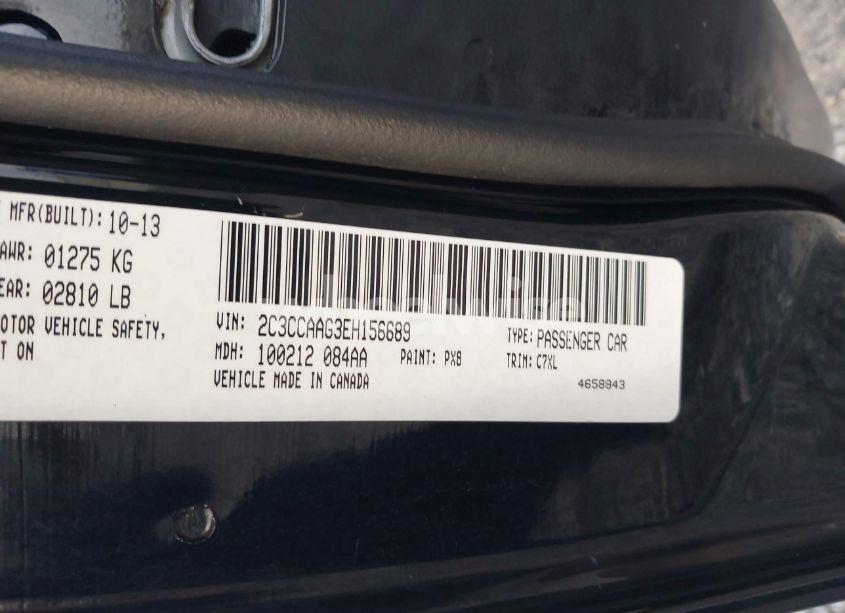 MFR(BUILT): 10-13
AWR: 01275 KG
EAR: 02810 LB
OTOR VEHICLE SAFETY,
T ON
VIN: 2C3CCAAG3EH156689
MDH: 100212 084AA PAINT: PX8
VEHICLE MADE IN CANADA
TYPE: PASSENGER CAR
TRIM: C7XL
4658843